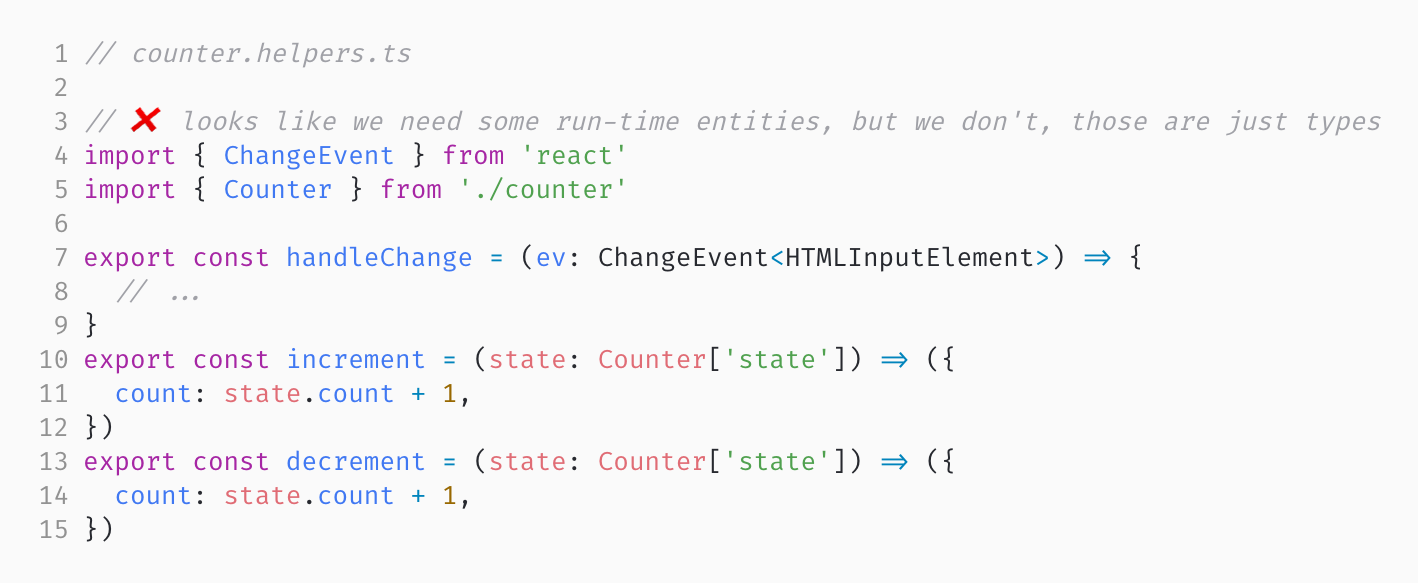 1 // counter.helpers.ts
2
3 // ❌ looks like we need some run-time entities, but we don't, those are just types
4 import { ChangeEvent } from 'react'
5 import { Counter } from './counter'
6
7 export const handleChange = (ev: ChangeEvent<HTMLInputElement>) => {
8   // ...
9 }
10 export const increment = (state: Counter['state']) => ({
11   count: state.count + 1,
12 })
13 export const decrement = (state: Counter['state']) => ({
14   count: state.count + 1,
15 })